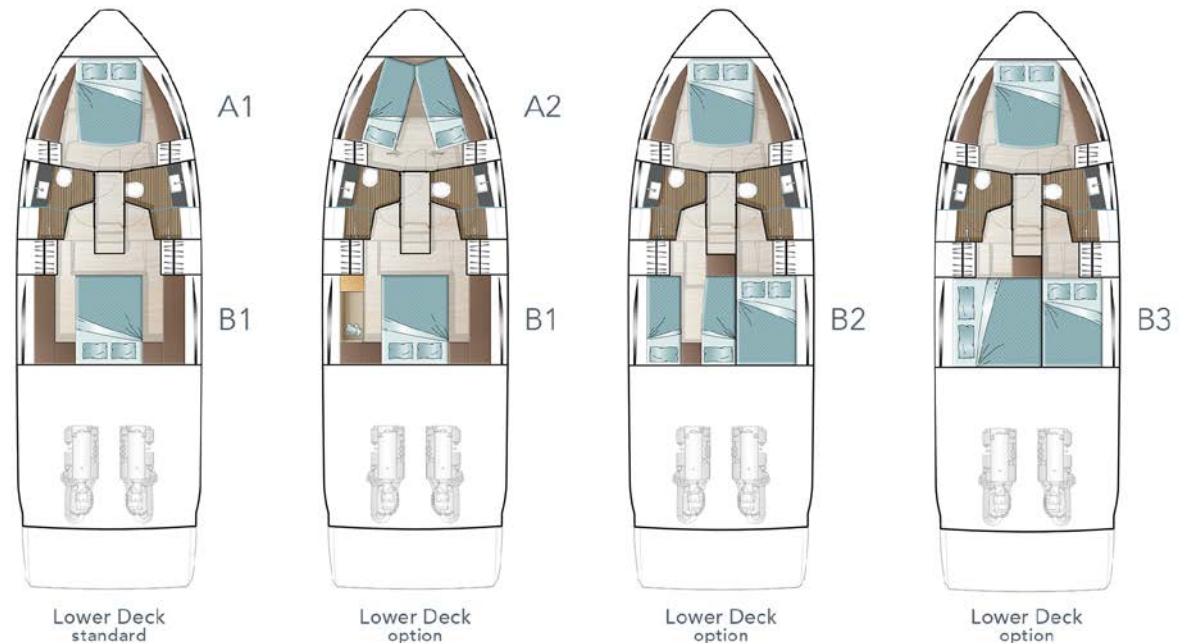 A1
A2
B1
B1
B2
B3
Lower Deck
standard
Lower Deck
option
Lower Deck
option
Lower Deck
option